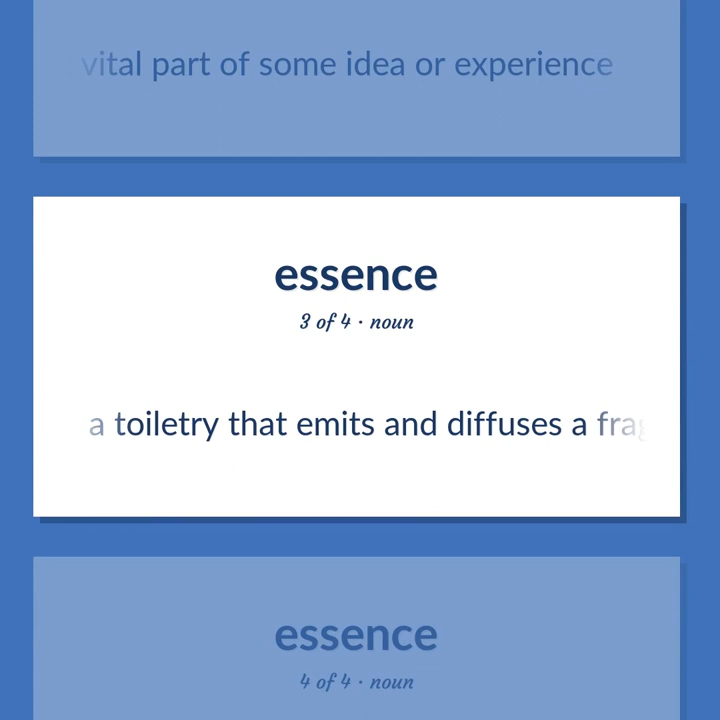 vital part of some idea or experience
essence
3 of 4 · noun
a toiletry that emits and diffuses a
essence
4 of 4 · noun